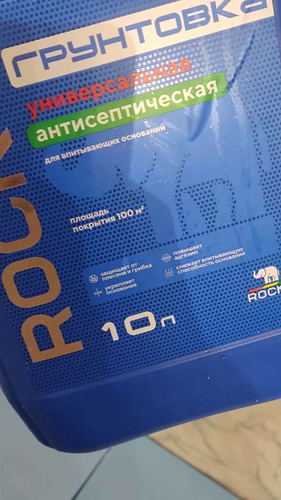 ГРУНТОВКА
универсальная
антисептическая
для впитывающих оснований
площадь
покрытия 100 м²
защищает от
плесени и грибка
укрепляет
основание
повышает
адгезию
снижает впитывающую
способность основания
10 л
ROCK
ROCK